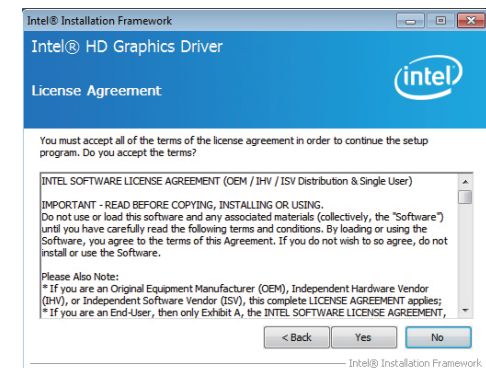 Intel® Installation Framework
Intel® HD Graphics Driver
intel
License Agreement
You must accept all of the terms of the license agreement in order to continue the setup
program. Do you accept the terms?
INTEL SOFTWARE LICENSE AGREEMENT (OEM / IHV / ISV Distribution & Single User)
IMPORTANT - READ BEFORE COPYING, INSTALLING OR USING.
Do not use or load this software and any associated materials (collectively, the "Software")
until you have carefully read the following terms and conditions. By loading or using the
Software, you agree to the terms of this Agreement. If you do not wish to so agree, do not
install or use the Software.
Please Also Note:
* If you are an Original Equipment Manufacturer (OEM), Independent Hardware Vendor
(IHV), or Independent Software Vendor (ISV), this complete LICENSE AGREEMENT applies;
* If you are an End-User, then only Exhibit A, the INTEL SOFTWARE LICENSE AGREEMENT,
< Back Yes No
Intel® Installation Framework